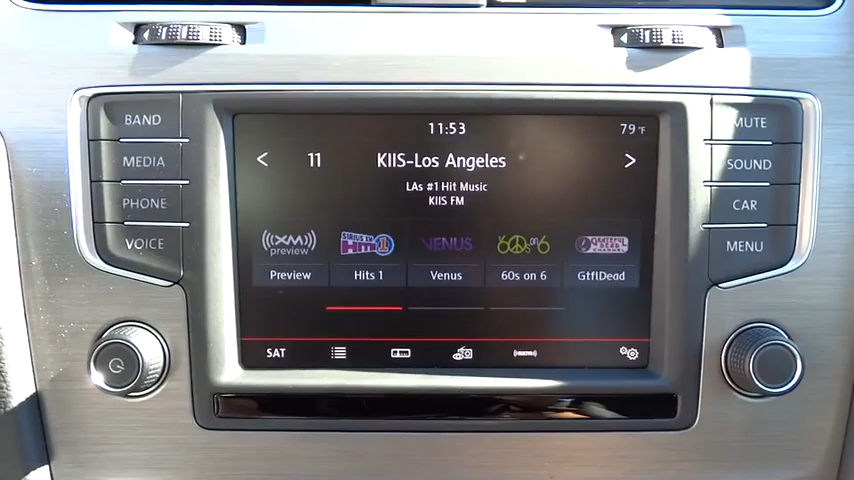 BAND
MEDIA
PHONE
VOICE
MUTE
SOUND
CAR
MENU
11:53
79°F
11
KIIS-Los Angeles
LAs #1 Hit Music
KIIS FM
((XM))
preview
SIRIUS XM
HITS 1
VENUS
60s on 6
GRATEFUL DEAD
CHANNEL
Preview
Hits 1
Venus
60s on 6
GtflDead
SAT